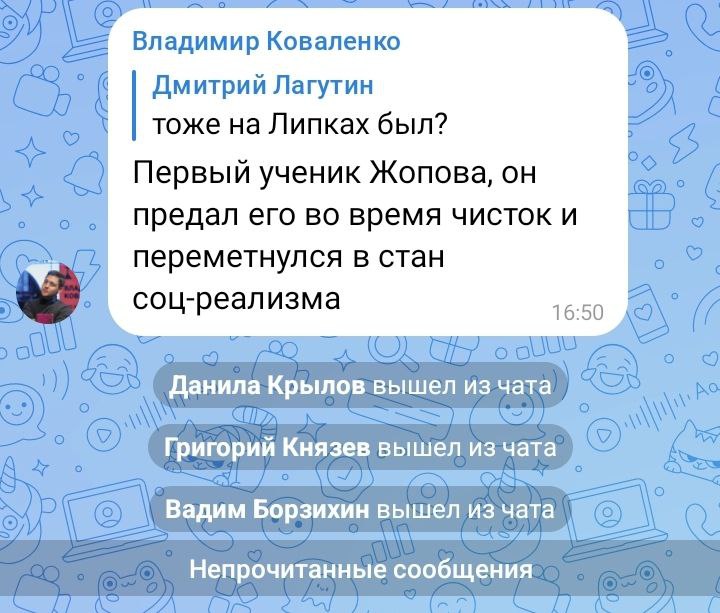 Владимир Коваленко
Дмитрий Лагутин
тоже на Липках был?
Первый ученик Жопова, он
предал его во время чисток и
переметнулся в стан
соц-реализма
16:50
Данила Крылов вышел из чата
Григорий Князев вышел из чата
Вадим Борзихин вышел из чата
Непрочитанные сообщения